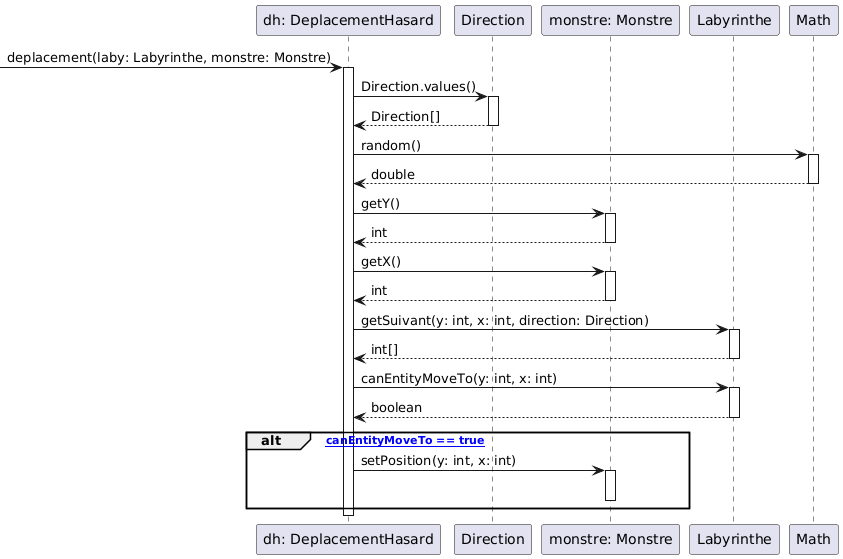 dh: DeplacementHasard Direction monstre: Monstre Labyrinthe Math
deplacement(laby: Labyrinthe, monstre: Monstre)
Direction.values()
Direction[]
random()
double
getY()
int
getX()
int
getSuivant(y: int, x: int, direction: Direction)
int[]
canEntityMoveTo(y: int, x: int)
boolean
alt canEntityMoveTo == true
setPosition(y: int, x: int)
dh: DeplacementHasard Direction monstre: Monstre Labyrinthe Math